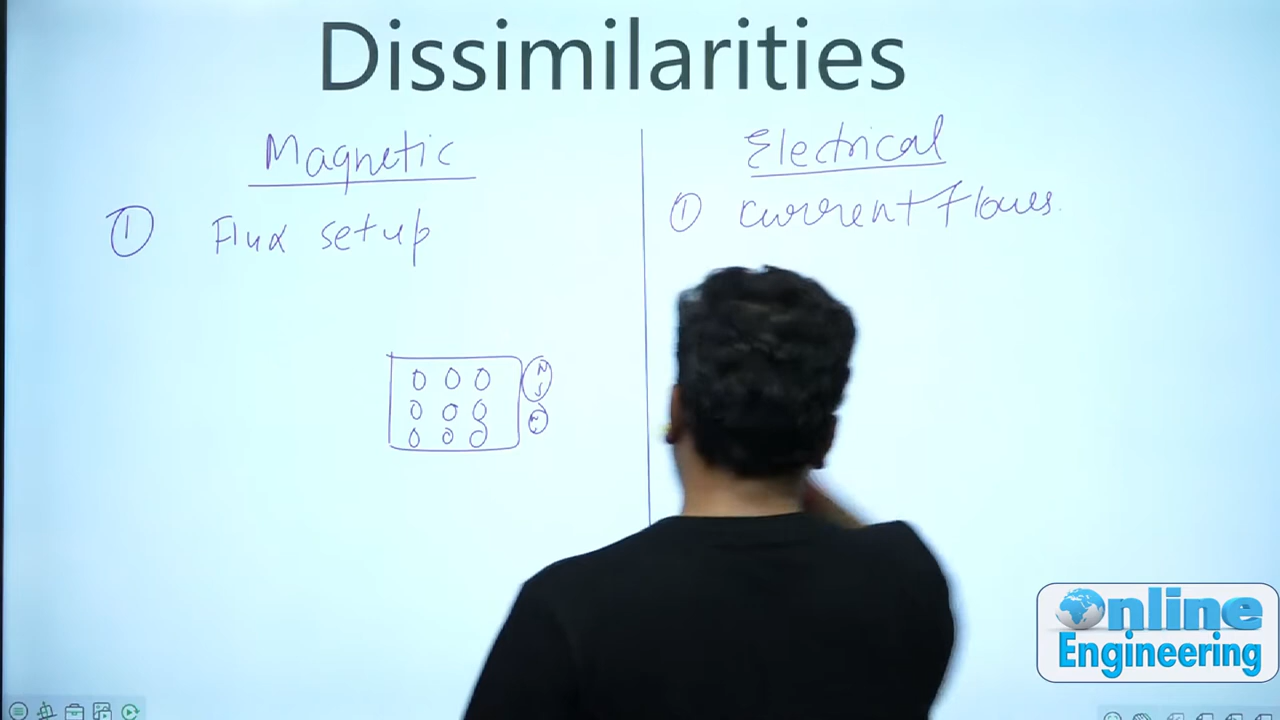 Dissimilarities
Magnetic
① Flux setup
Electrical
① current flows.
N
S
Online
Engineering